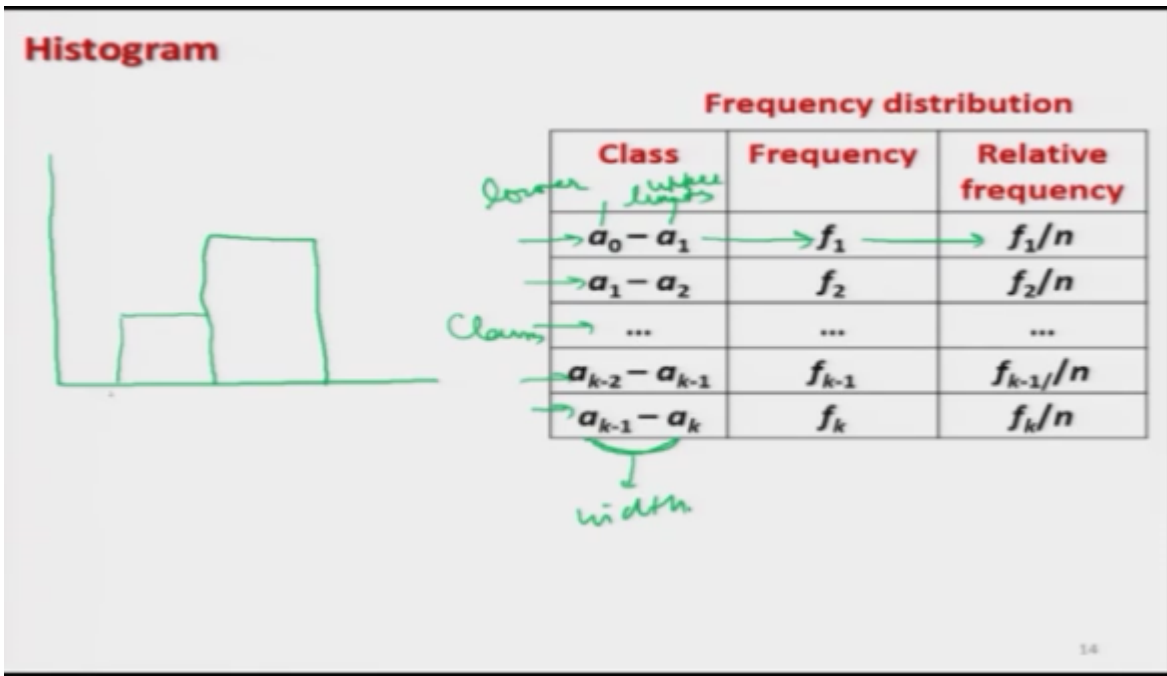 Histogram
Frequency distribution
Class Frequency Relative frequency
lower upper limits
a₀ – a₁ f₁ f₁/n
a₁ – a₂ f₂ f₂/n
... ... ...
aₖ₋₂ – aₖ₋₁ fₖ₋₁ fₖ₋₁//n
aₖ₋₁ – aₖ fₖ fₖ/n
width.
14